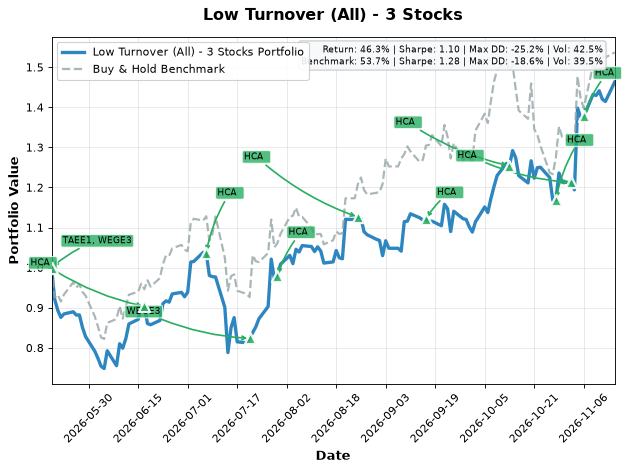 Low Turnover (All) - 3 Stocks
Low Turnover (All) - 3 Stocks Portfolio
Buy & Hold Benchmark
Return: 46.3% | Sharpe: 1.10 | Max DD: -25.2% | Vol: 42.5%
Benchmark: 53.7% | Sharpe: 1.28 | Max DD: -18.6% | Vol: 39.5%
HCA
HCA
HCA
HCA
HCA
HCA
HCA
HCA
TAEE1, WEGE3
HCA
WEGE3
1.5
1.4
1.3
1.2
1.1
1.0
0.9
0.8
Portfolio Value
2026-05-30
2026-06-15
2026-07-01
2026-07-17
2026-08-02
2026-08-18
2026-09-03
2026-09-19
2026-10-05
2026-10-21
2026-11-06
Date